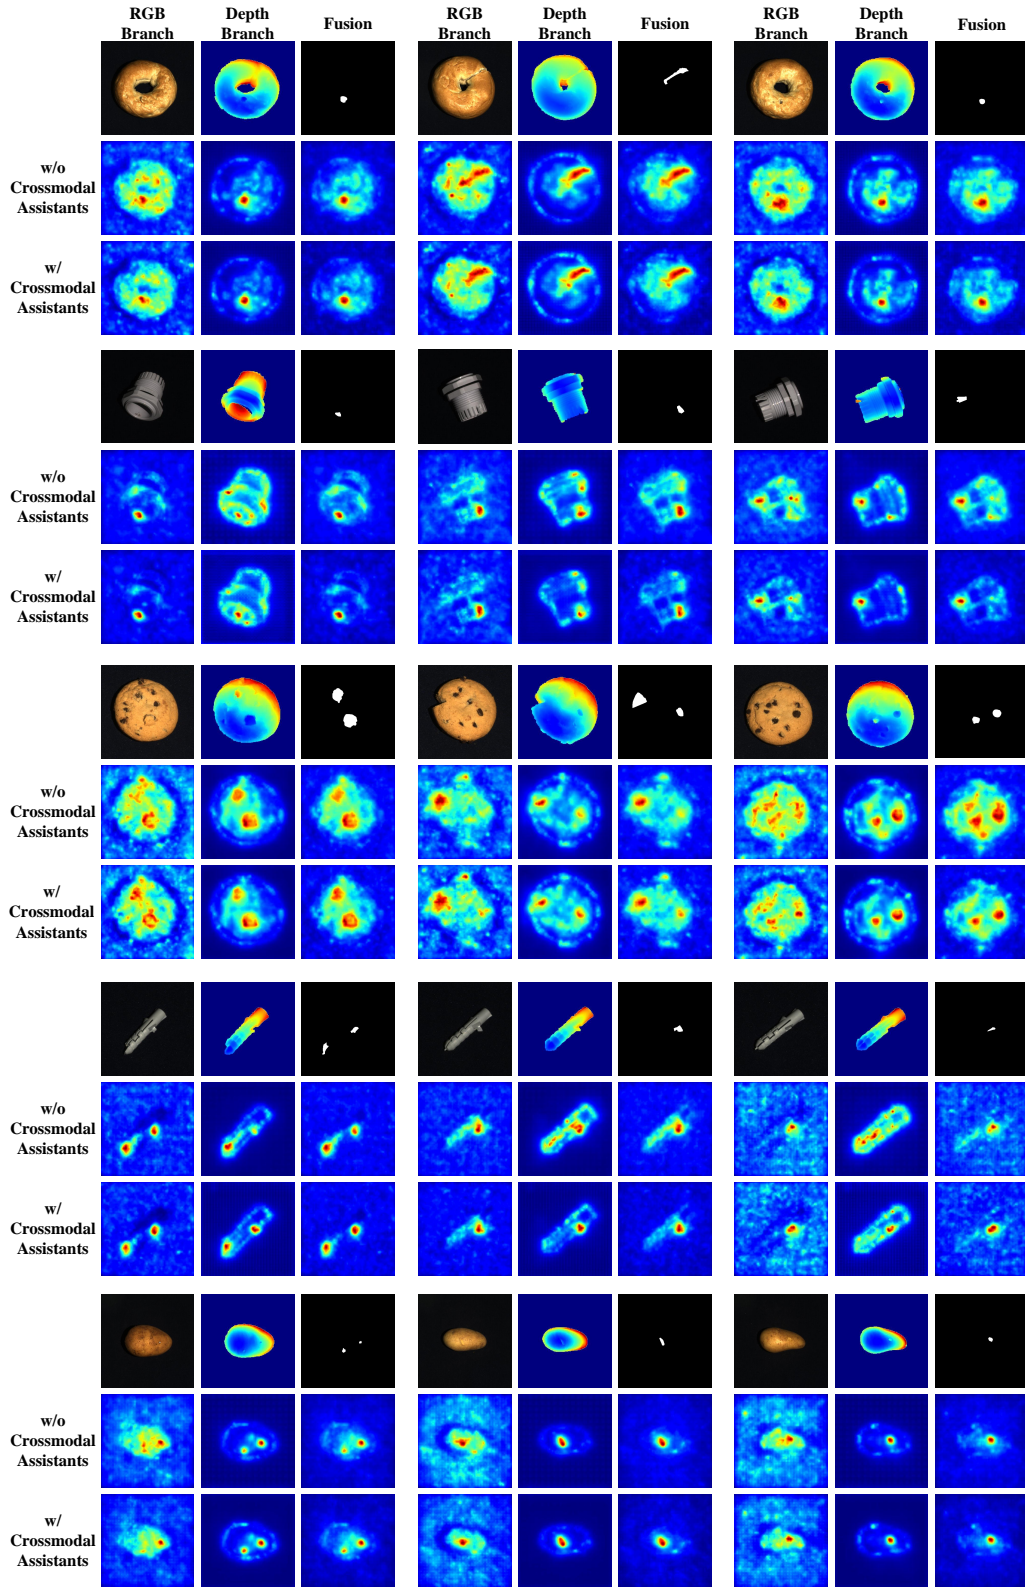 RGB Branch
Depth Branch
Fusion
RGB Branch
Depth Branch
Fusion
RGB Branch
Depth Branch
Fusion
w/o
Crossmodal
Assistants
w/
Crossmodal
Assistants
w/o
Crossmodal
Assistants
w/
Crossmodal
Assistants
w/o
Crossmodal
Assistants
w/
Crossmodal
Assistants
w/o
Crossmodal
Assistants
w/
Crossmodal
Assistants
w/o
Crossmodal
Assistants
w/
Crossmodal
Assistants